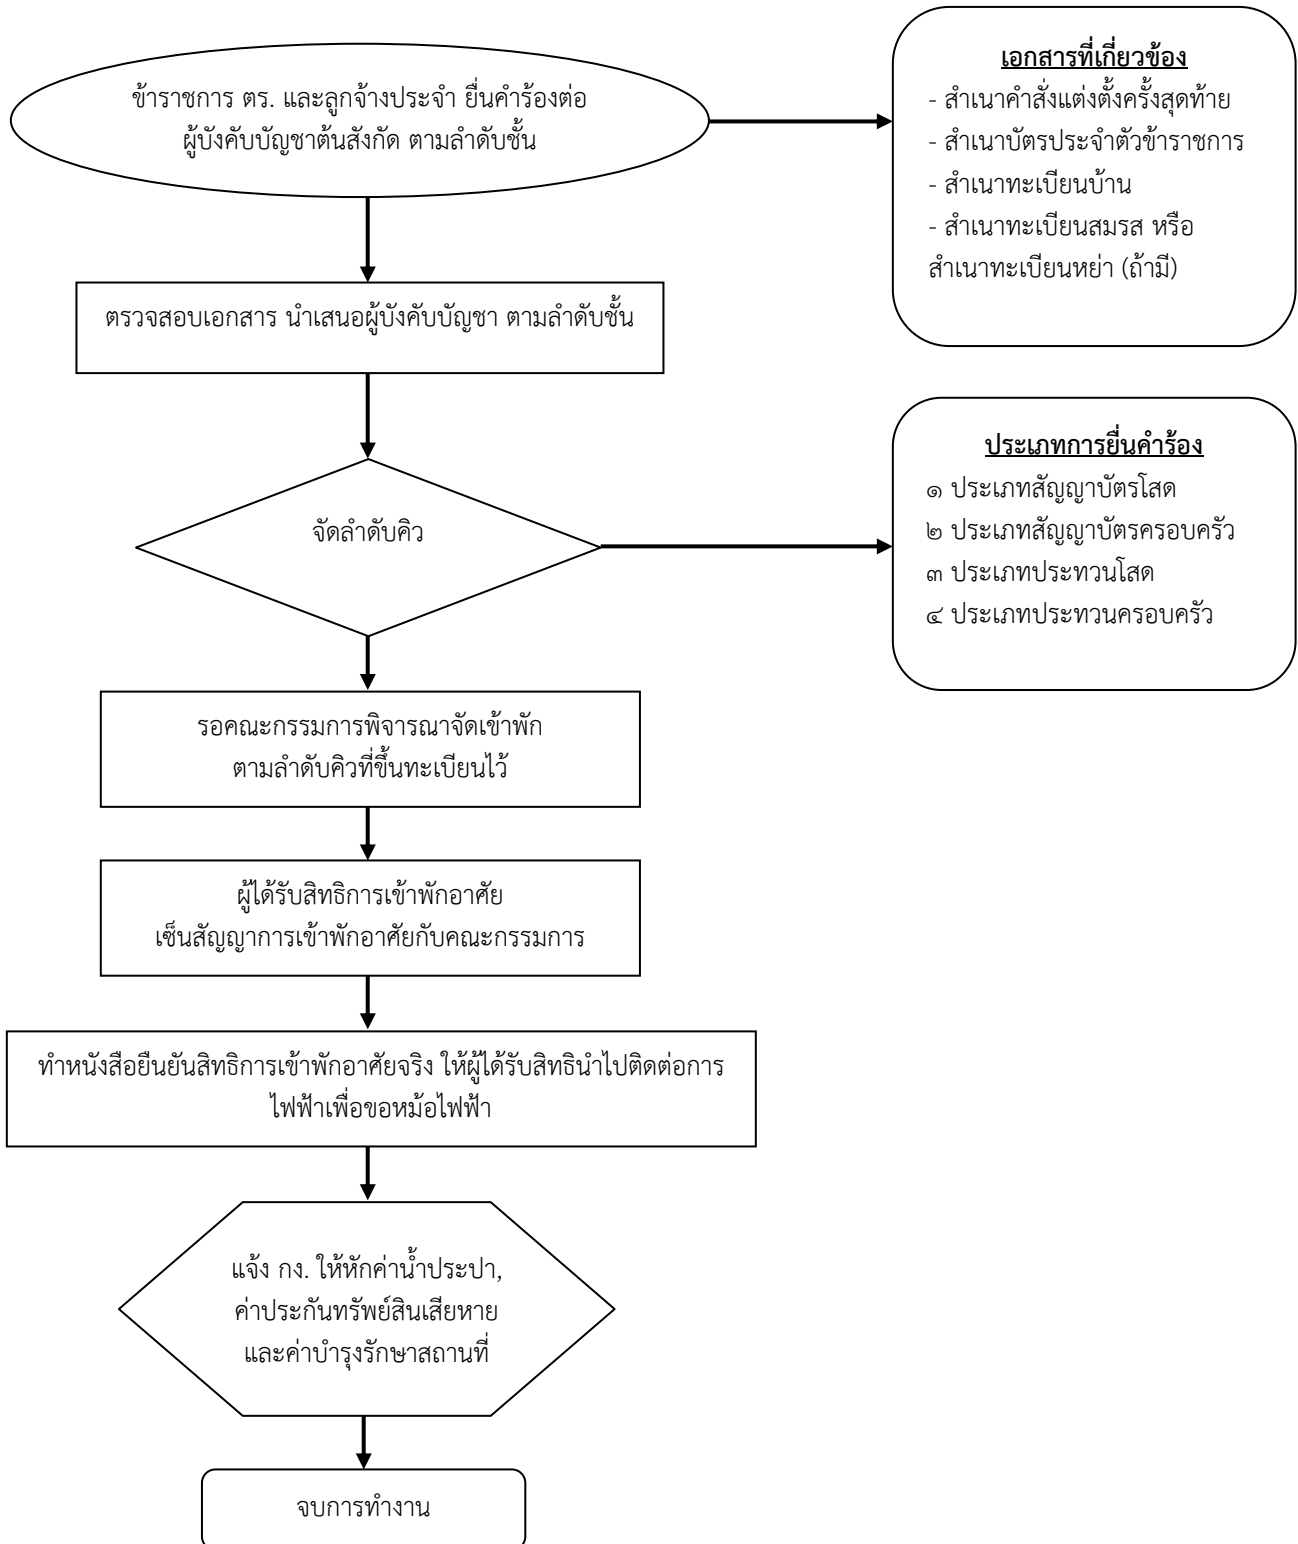 ข้าราชการ ตร. และลูกจ้างประจำ ยื่นคำร้องต่อ
ผู้บังคับบัญชาต้นสังกัด ตามลำดับชั้น
เอกสารที่เกี่ยวข้อง
- สำเนาคำสั่งแต่งตั้งครั้งสุดท้าย
- สำเนาบัตรประจำตัวข้าราชการ
- สำเนาทะเบียนบ้าน
- สำเนาทะเบียนสมรส หรือ
สำเนาทะเบียนหย่า (ถ้ามี)
ตรวจสอบเอกสาร นำเสนอผู้บังคับบัญชา ตามลำดับชั้น
จัดลำดับคิว
ประเภทการยื่นคำร้อง
๑ ประเภทสัญญาบัตรโสด
๒ ประเภทสัญญาบัตรครอบครัว
๓ ประเภทประทวนโสด
๔ ประเภทประทวนครอบครัว
รอคณะกรรมการพิจารณาจัดเข้าพัก
ตามลำดับคิวที่ขึ้นทะเบียนไว้
ผู้ได้รับสิทธิการเข้าพักอาศัย
เซ็นสัญญาการเข้าพักอาศัยกับคณะกรรมการ
ทำหนังสือยืนยันสิทธิการเข้าพักอาศัยจริง ให้ผู้ได้รับสิทธินำไปติดต่อการ
ไฟฟ้าเพื่อขอหม้อไฟฟ้า
แจ้ง กง. ให้หักค่าน้ำประปา,
ค่าประกันทรัพย์สินเสียหาย
และค่าบำรุงรักษาสถานที่
จบการทำงาน